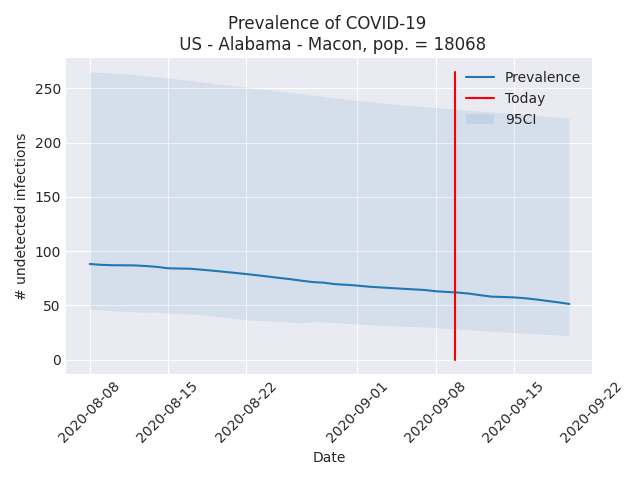 Prevalence of COVID-19
US - Alabama - Macon, pop. = 18068
Prevalence
Today
95CI
250
200
150
100
50
0
# undetected infections
2020-08-08
2020-08-15
2020-08-22
2020-09-01
2020-09-08
2020-09-15
2020-09-22
Date